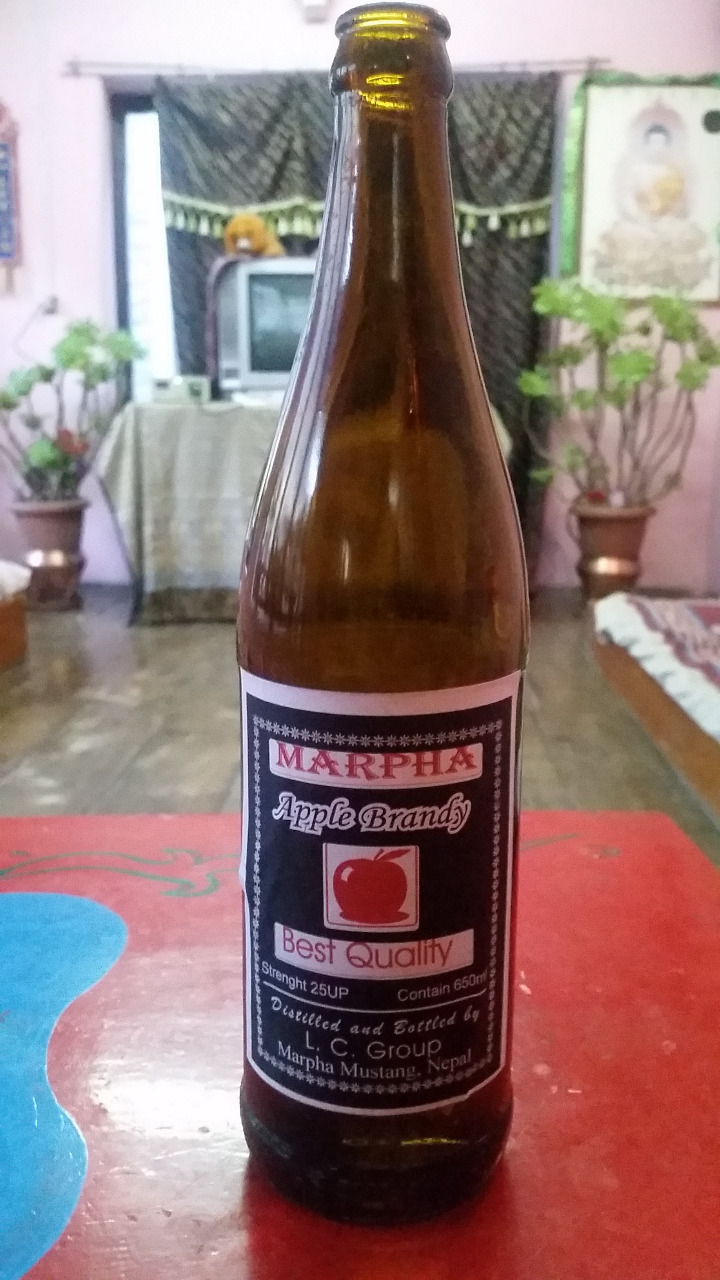 MARPHA
Apple Brandy
Best Quality
Strenght 25UP Contain 650ml
Distilled and Bottled by
L. C. Group
Marpha Mustang, Nepal